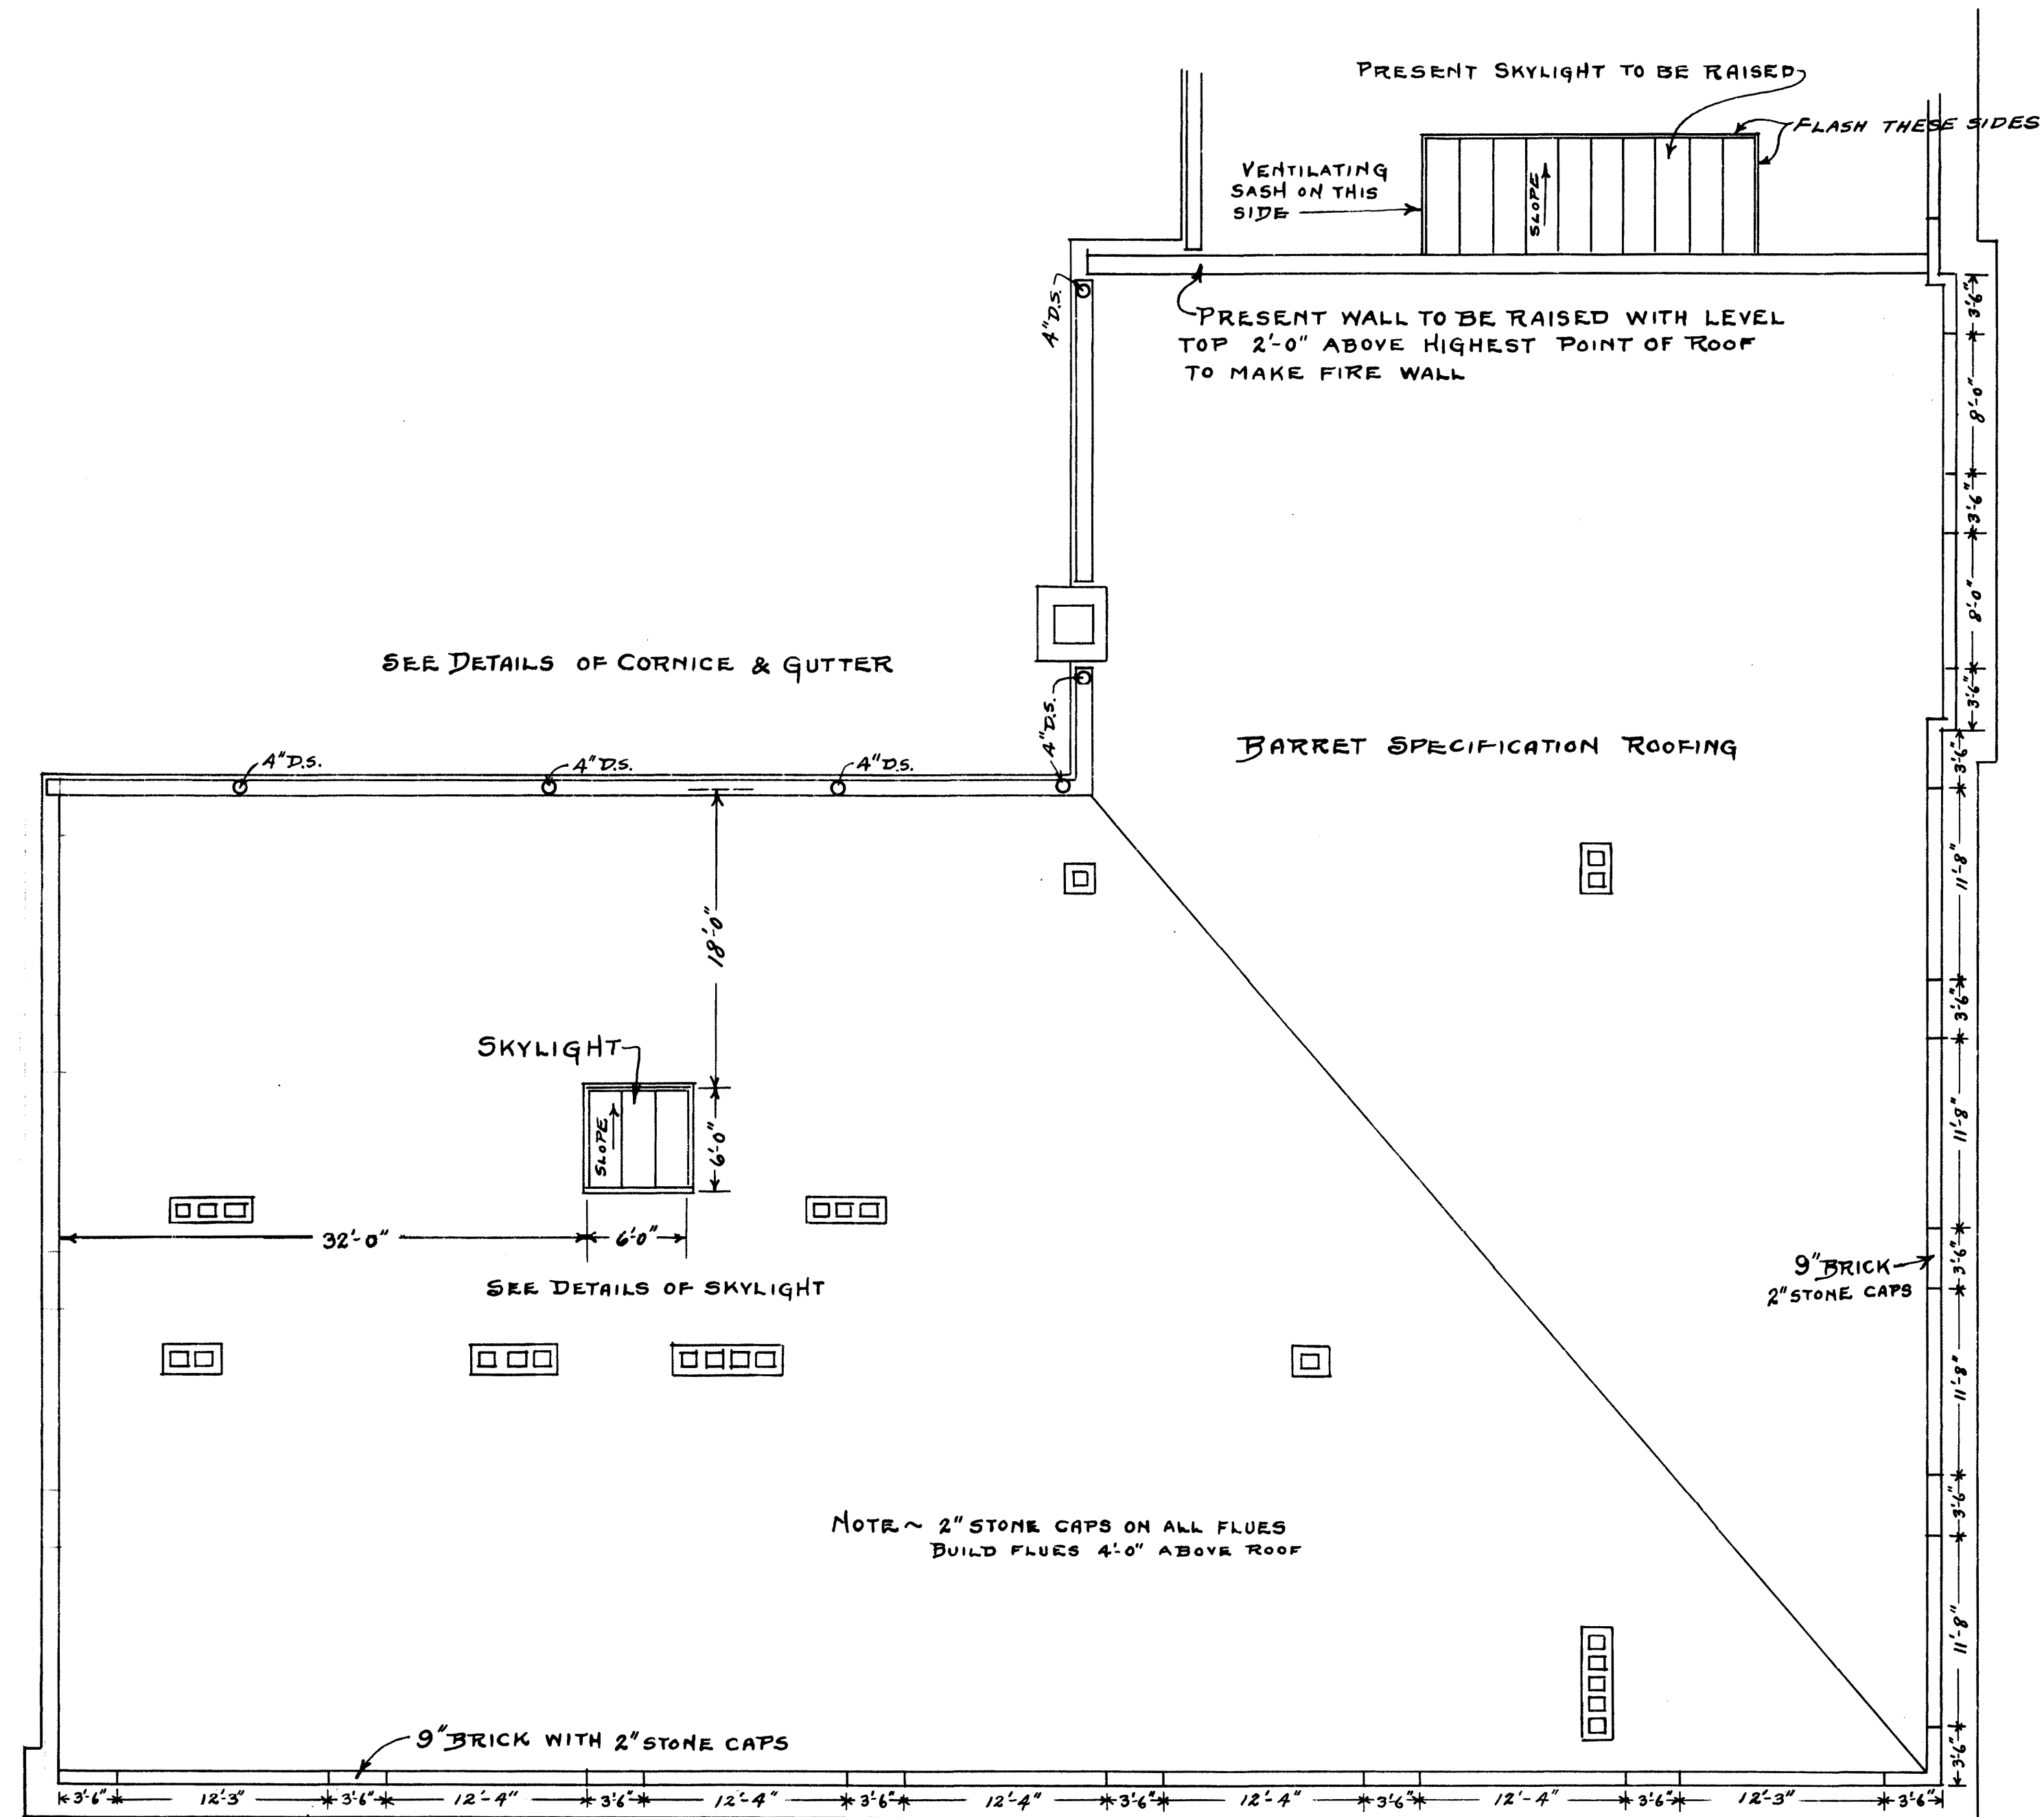 PRESENT SKYLIGHT TO BE RAISED
FLASH THESE SIDES
VENTILATING
SASH ON THIS
SIDE
SLOPE
4" D.S.
PRESENT WALL TO BE RAISED WITH LEVEL
TOP 2'-0" ABOVE HIGHEST POINT OF ROOF
TO MAKE FIRE WALL
3'-6"
8'-0"
3'-6"
8'-0"
3'-6"
SEE DETAILS OF CORNICE & GUTTER
4" D.S.
BARRET SPECIFICATION ROOFING
4" D.S.
4" D.S.
4" D.S.
3'-6"
11'-8"
3'-6"
11'-8"
3'-6"
11'-8"
3'-6"
11'-8"
3'-6"
18'-0"
SKYLIGHT
SLOPE
6'-0"
32'-0"
6'-0"
SEE DETAILS OF SKYLIGHT
9" BRICK
2" STONE CAPS
NOTE ~ 2" STONE CAPS ON ALL FLUES
BUILD FLUES 4'-0" ABOVE ROOF
9" BRICK WITH 2" STONE CAPS
3'-6" 12'-3" 3'-6" 12'-4" 3'-6" 12'-4" 3'-6" 12'-4" 3'-6" 12'-4" 3'-6" 12'-4" 3'-6" 12'-3" 3'-6"